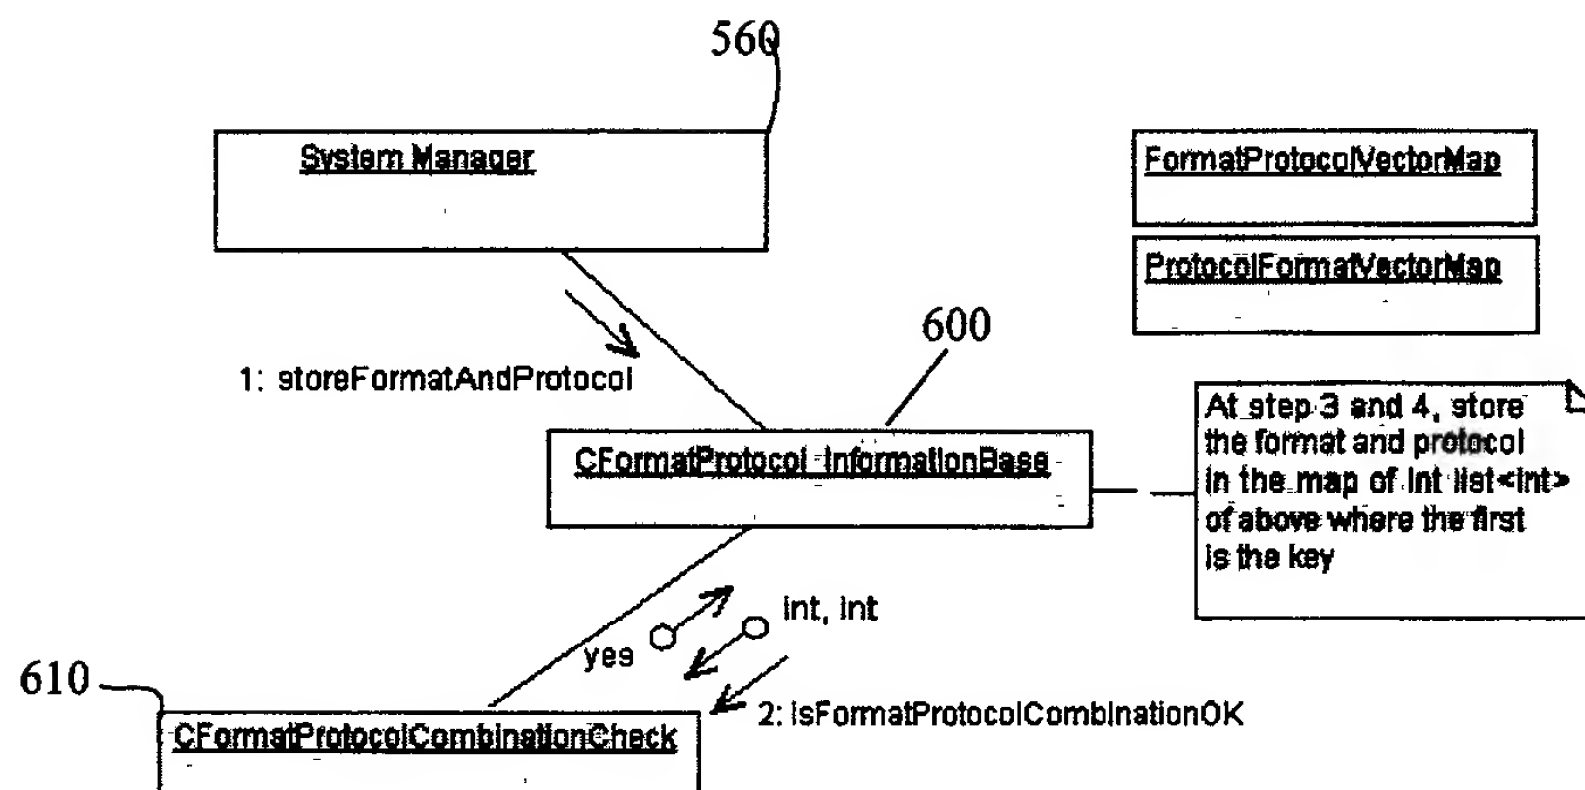 560
System Manager
FormatProtocolVectorMap
ProtocolFormatVectorMap
600
1: storeFormatAndProtocol
CFormatProtocol_InformationBase
At step 3 and 4, store
the format and protocol
in the map of int list<int>
of above where the first
is the key
int, int
yes
610
2: isFormatProtocolCombinationOK
CFormatProtocolCombinationCheck